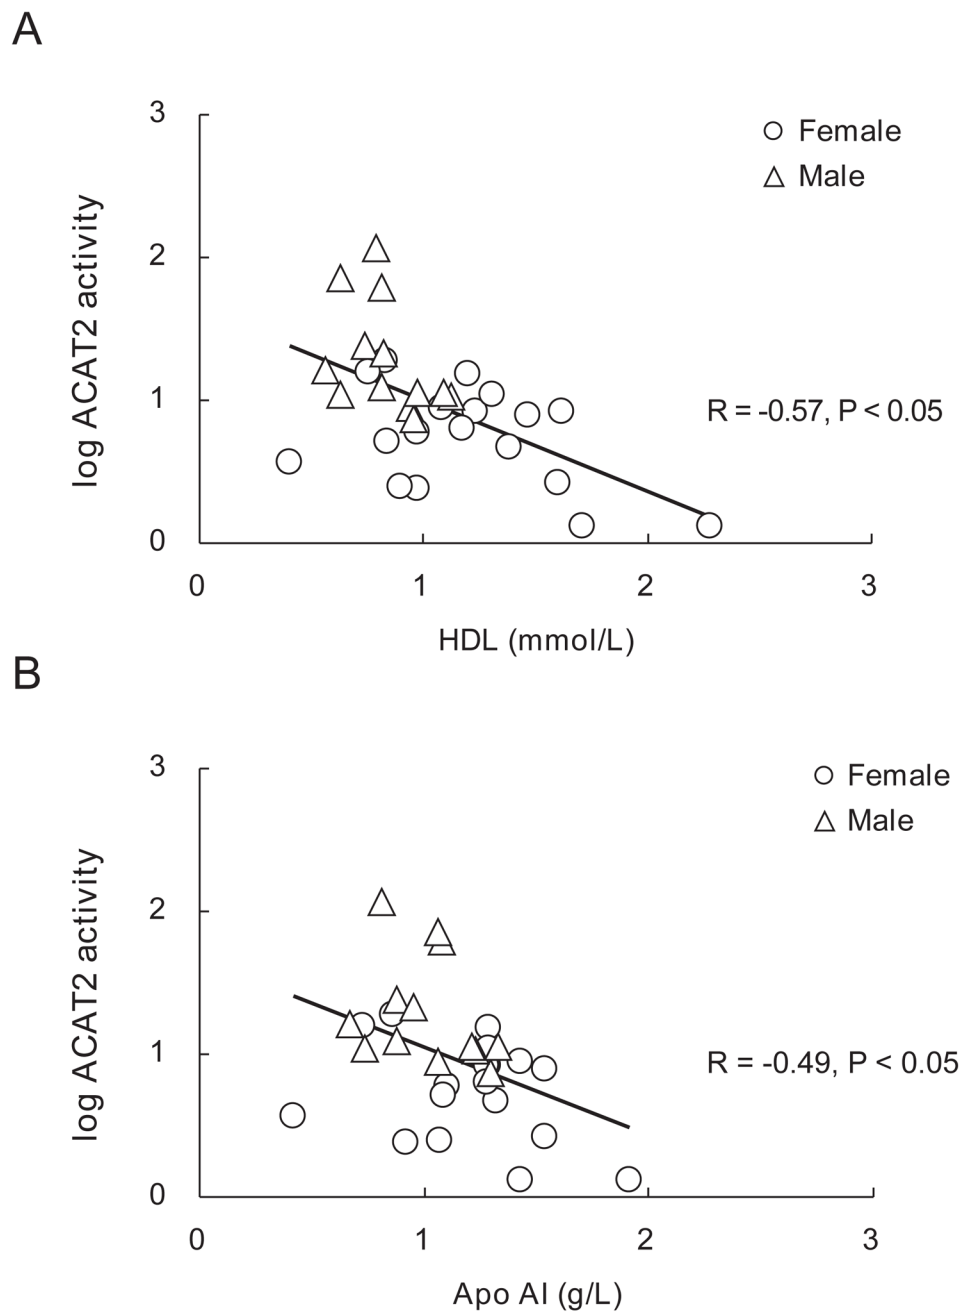 A
3
Female
Male
2
log ACAT2 activity
1
R = -0.57, P < 0.05
0
0 1 2 3
HDL (mmol/L)
B
3
Female
Male
2
log ACAT2 activity
1
R = -0.49, P < 0.05
0
0 1 2 3
Apo AI (g/L)